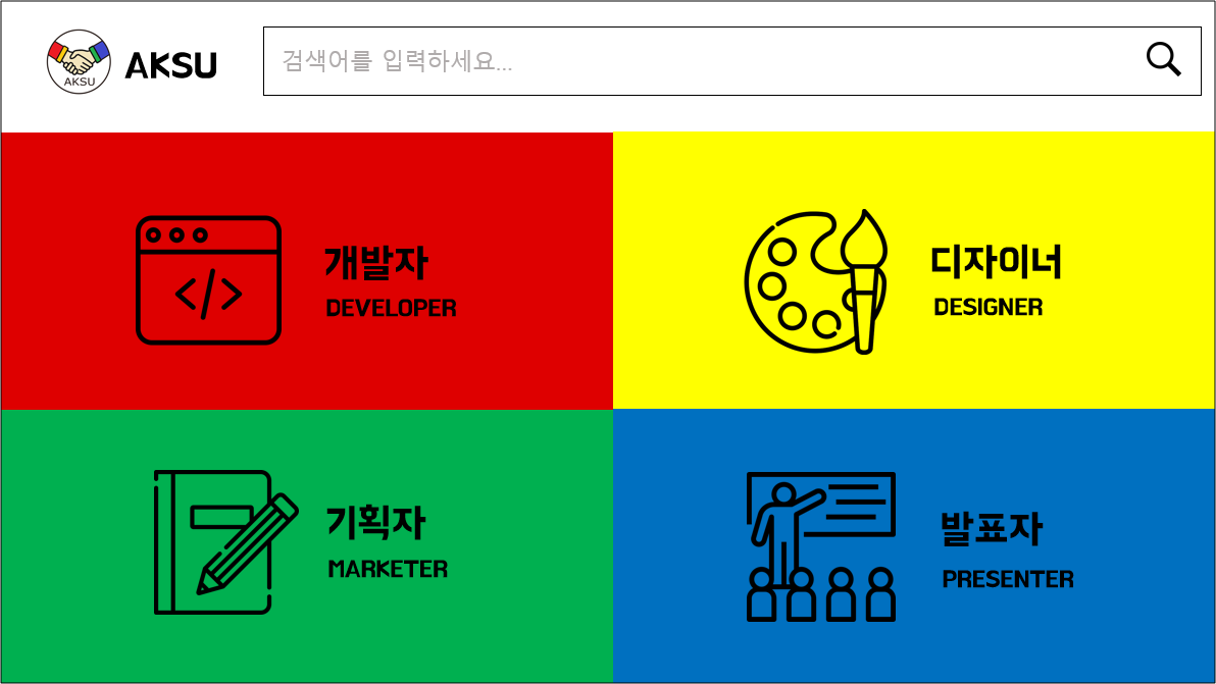 AKSU
AKSU
검색어를 입력하세요...
</>
개발자
DEVELOPER
디자이너
DESIGNER
기획자
MARKETER
발표자
PRESENTER